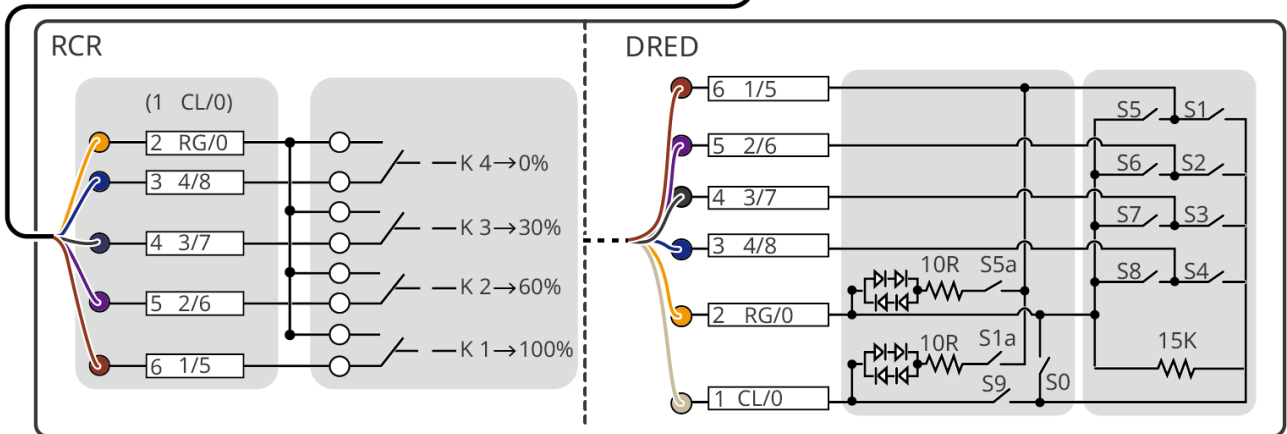 RCR
(1 CL/0)
2 RG/0
3 4/8
4 3/7
5 2/6
6 1/5
K 4→0%
K 3→30%
K 2→60%
K 1→100%
DRED
6 1/5
5 2/6
4 3/7
3 4/8
2 RG/0
1 CL/0
10R S5a
10R S1a
S9
S0
S5 S1
S6 S2
S7 S3
S8 S4
15K